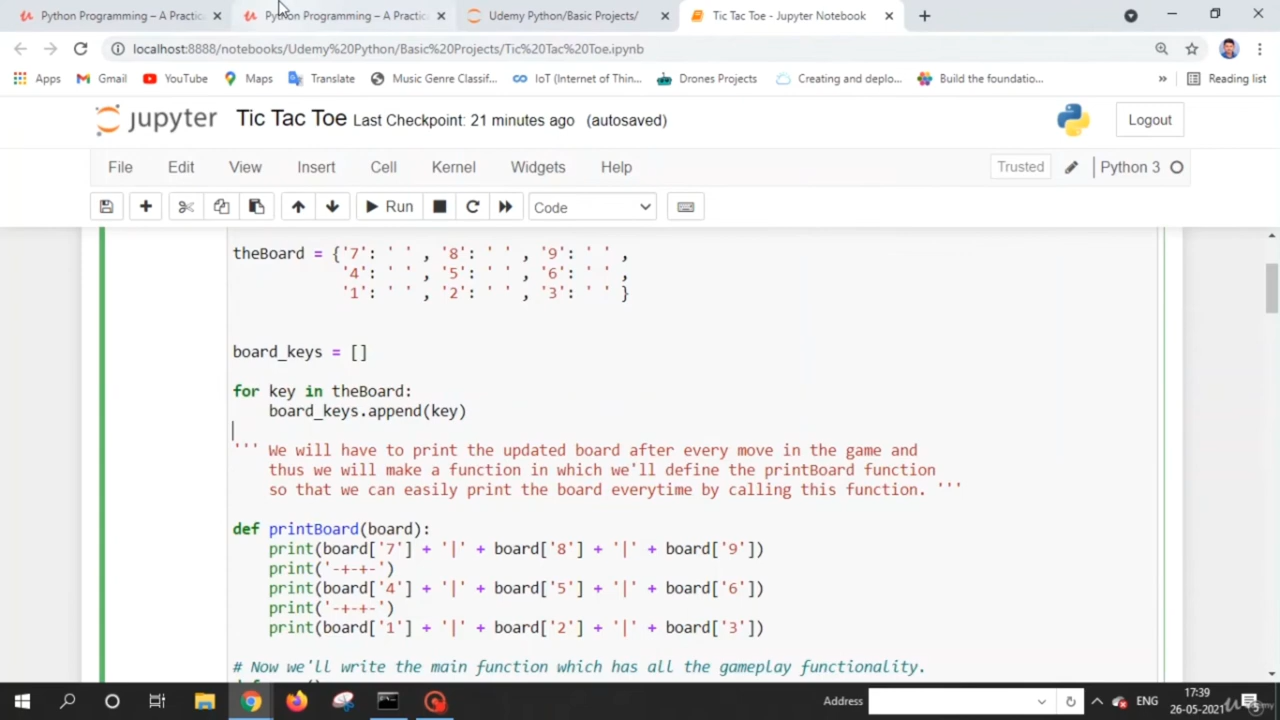 Python Programming – A Practica
Python Programming – A Practica
Udemy Python/Basic Projects/
Tic Tac Toe - Jupyter Notebook
localhost:8888/notebooks/Udemy%20Python/Basic%20Projects/Tic%20Tac%20Toe.ipynb
Apps
Gmail
YouTube
Maps
Translate
Music Genre Classif...
IoT (Internet of Thin...
Drones Projects
Creating and deplo...
Build the foundatio...
»
Reading list
jupyter
Tic Tac Toe Last Checkpoint: 21 minutes ago (autosaved)
Logout
File
Edit
View
Insert
Cell
Kernel
Widgets
Help
Trusted
Python 3
Run
Code
theBoard = {'7': ' ' , '8': ' ' , '9': ' ' ,
'4': ' ' , '5': ' ' , '6': ' ' ,
'1': ' ' , '2': ' ' , '3': ' ' }
board_keys = []
for key in theBoard:
board_keys.append(key)
''' We will have to print the updated board after every move in the game and
thus we will make a function in which we'll define the printBoard function
so that we can easily print the board everytime by calling this function. '''
def printBoard(board):
print(board['7'] + '|' + board['8'] + '|' + board['9'])
print('-+-+-')
print(board['4'] + '|' + board['5'] + '|' + board['6'])
print('-+-+-')
print(board['1'] + '|' + board['2'] + '|' + board['3'])
# Now we'll write the main function which has all the gameplay functionality.
Address
ENG
17:39
26-05-2021